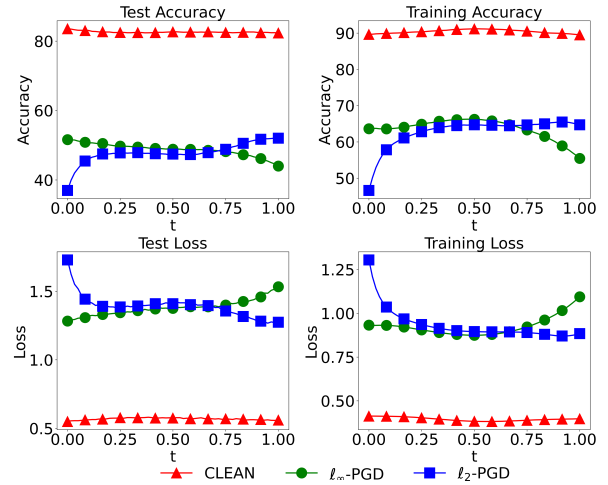 Test Accuracy
Accuracy
80
60
40
0.00 0.25 0.50 0.75 1.00
t
Training Accuracy
Accuracy
90
80
70
60
50
0.00 0.25 0.50 0.75 1.00
t
Test Loss
Loss
1.5
1.0
0.5
0.00 0.25 0.50 0.75 1.00
t
Training Loss
Loss
1.25
1.00
0.75
0.50
0.00 0.25 0.50 0.75 1.00
t
CLEAN ℓ∞-PGD ℓ2-PGD